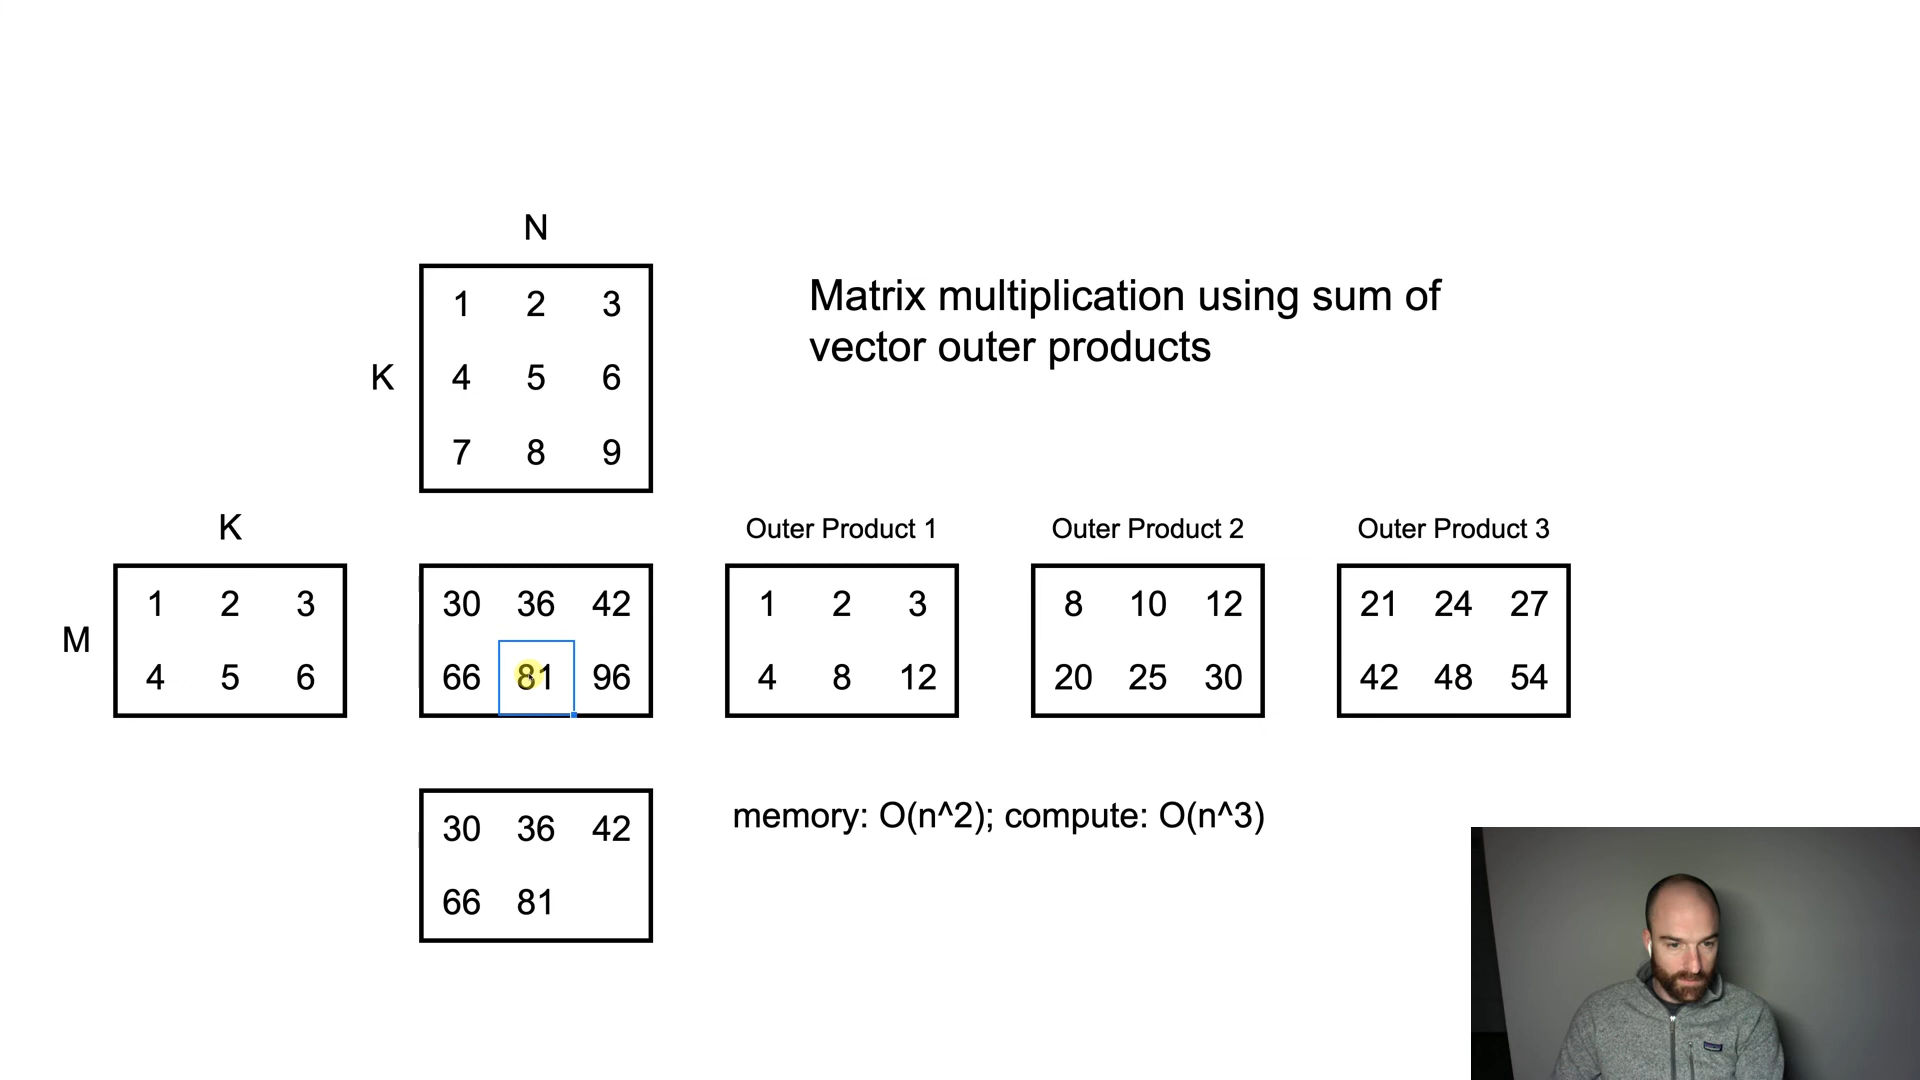 N
1 2 3
K
4 5 6
7 8 9
Matrix multiplication using sum of
vector outer products
K
M
1 2 3
4 5 6
30 36 42
66 81 96
Outer Product 1
1 2 3
4 8 12
Outer Product 2
8 10 12
20 25 30
Outer Product 3
21 24 27
42 48 54
30 36 42
66 81
memory: O(n^2); compute: O(n^3)